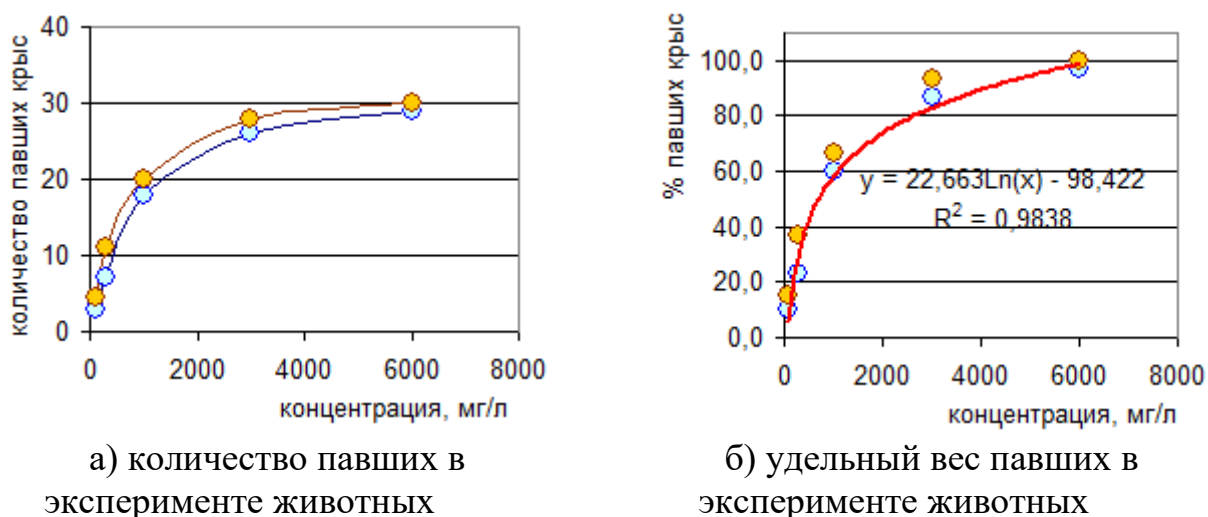 количество павших крыс
40
30
20
10
0
0 2000 4000 6000 8000
концентрация, мг/л
а) количество павших в
эксперименте животных
% павших крыс
100,0
80,0
60,0
40,0
20,0
0,0
y = 22,663Ln(x) - 98,422
R² = 0,9838
0 2000 4000 6000 8000
концентрация, мг/л
б) удельный вес павших в
эксперименте животных